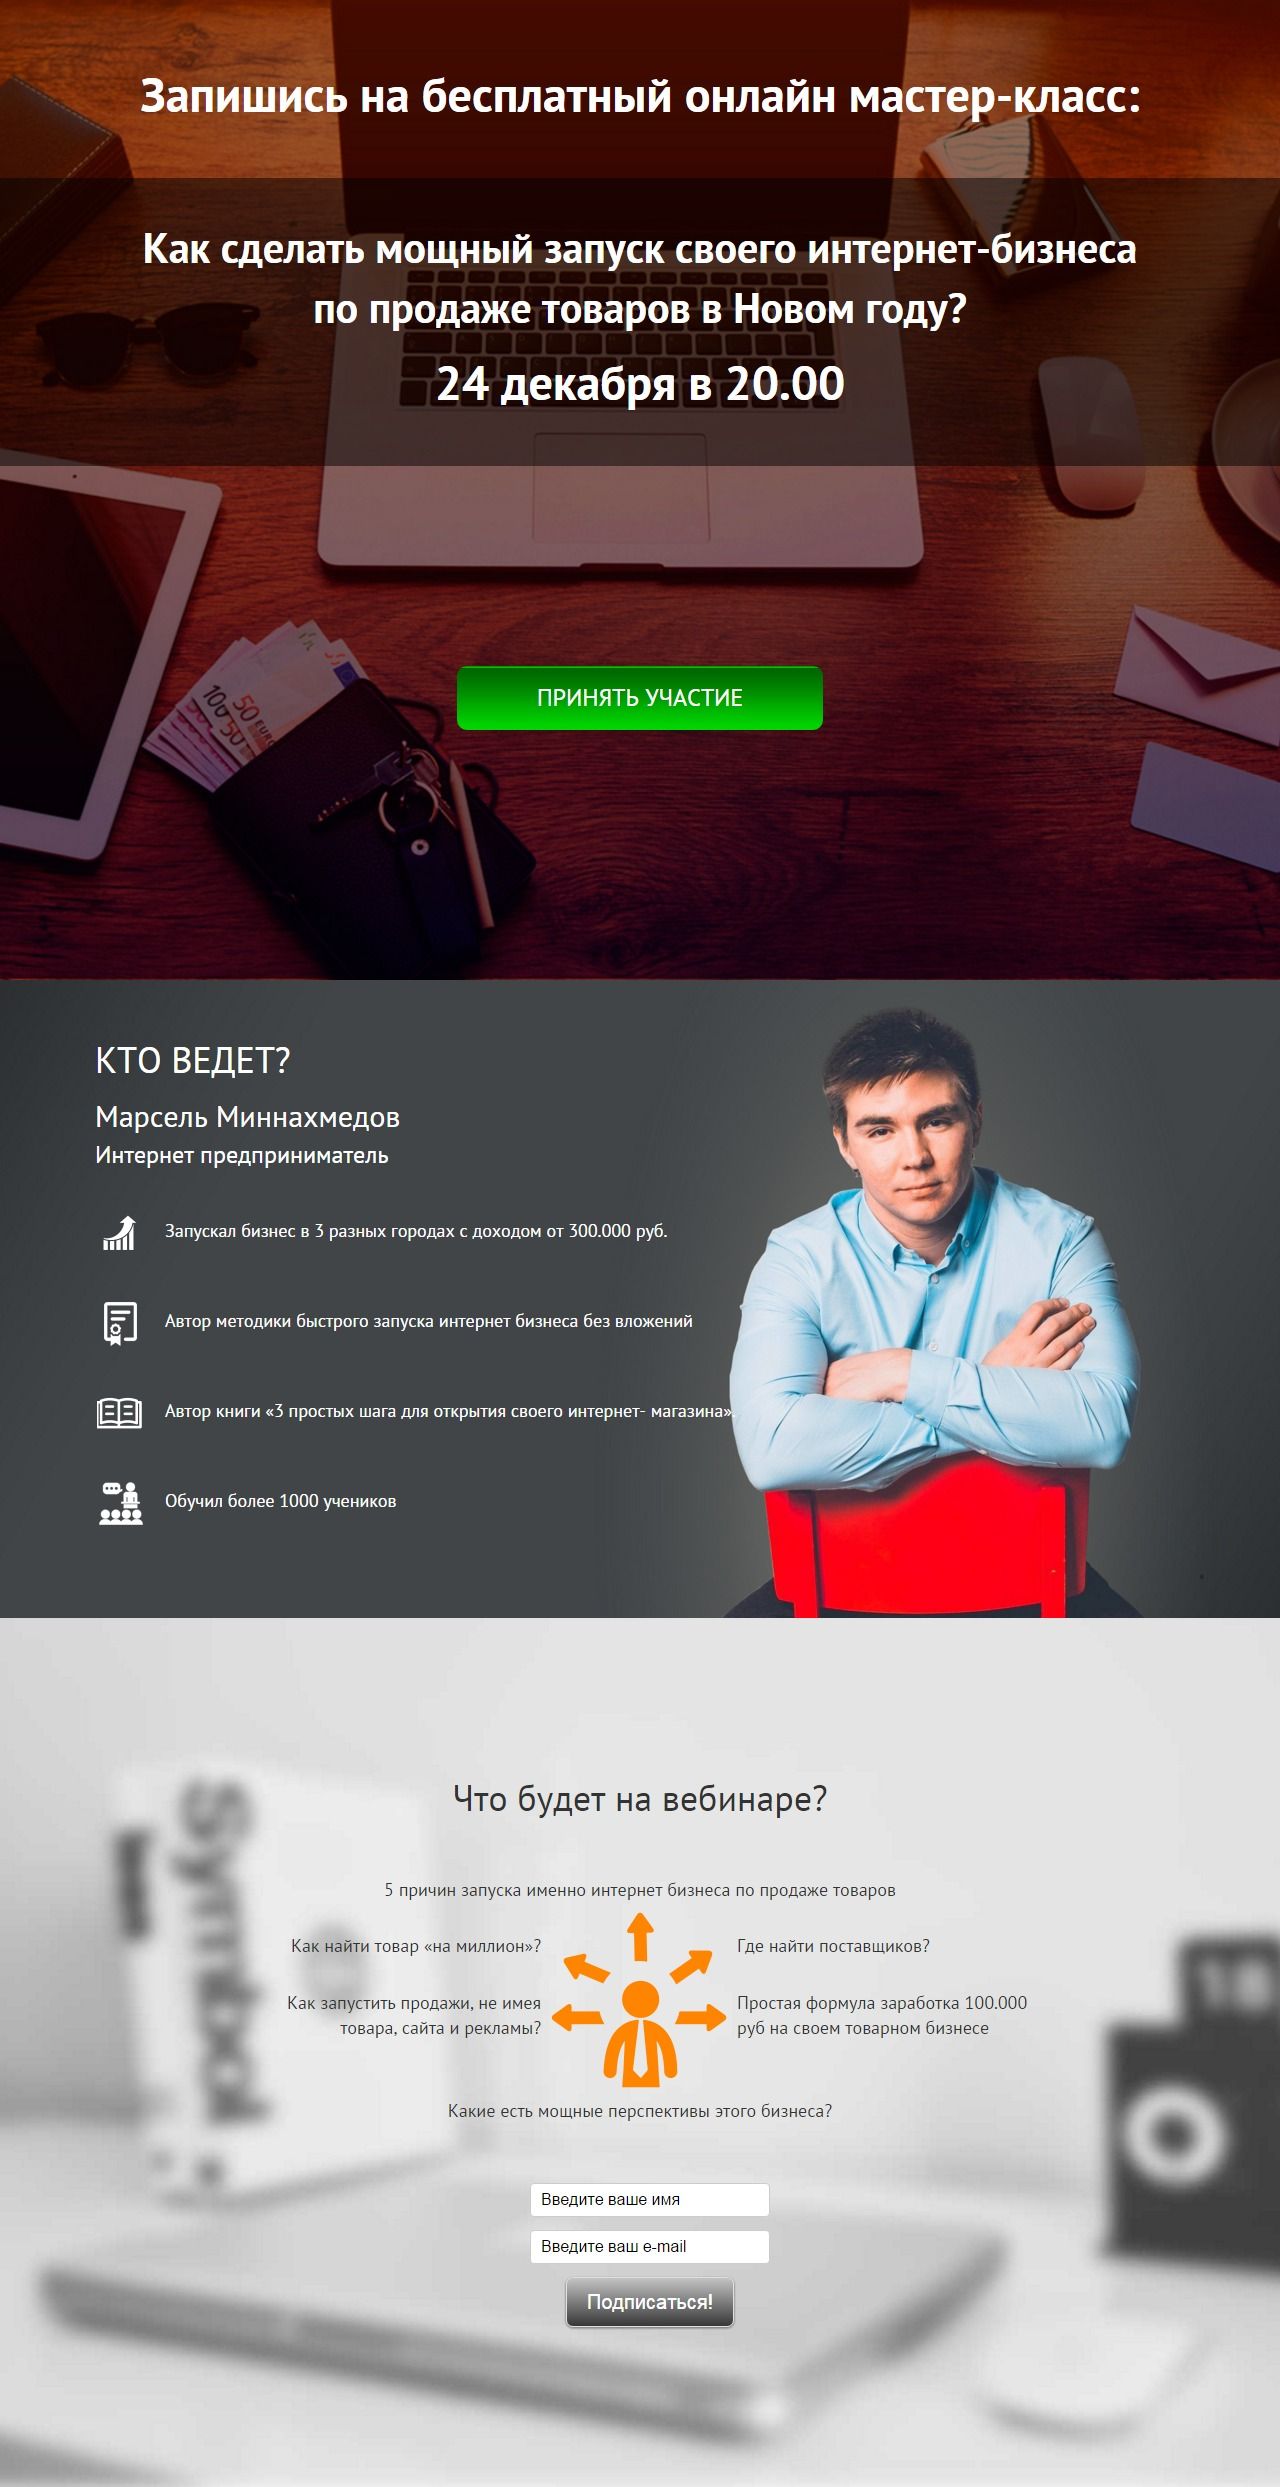 Запишись на бесплатный онлайн мастер-класс:
Как сделать мощный запуск своего интернет-бизнеса
по продаже товаров в Новом году?
24 декабря в 20.00
100
50 EURO
50
ПРИНЯТЬ УЧАСТИЕ
КТО ВЕДЕТ?
Марсель Миннахмедов
Интернет предприниматель
Запускал бизнес в 3 разных городах с доходом от 300.000 руб.
Автор методики быстрого запуска интернет бизнеса без вложений
Автор книги «3 простых шага для открытия своего интернет- магазина».
Обучил более 1000 учеников
Symbol
18
Что будет на вебинаре?
5 причин запуска именно интернет бизнеса по продаже товаров
Как найти товар «на миллион»?
Где найти поставщиков?
Как запустить продажи, не имея
товара, сайта и рекламы?
Простая формула заработка 100.000
руб на своем товарном бизнесе
Какие есть мощные перспективы этого бизнеса?
Введите ваше имя
Введите ваш e-mail
Подписаться!